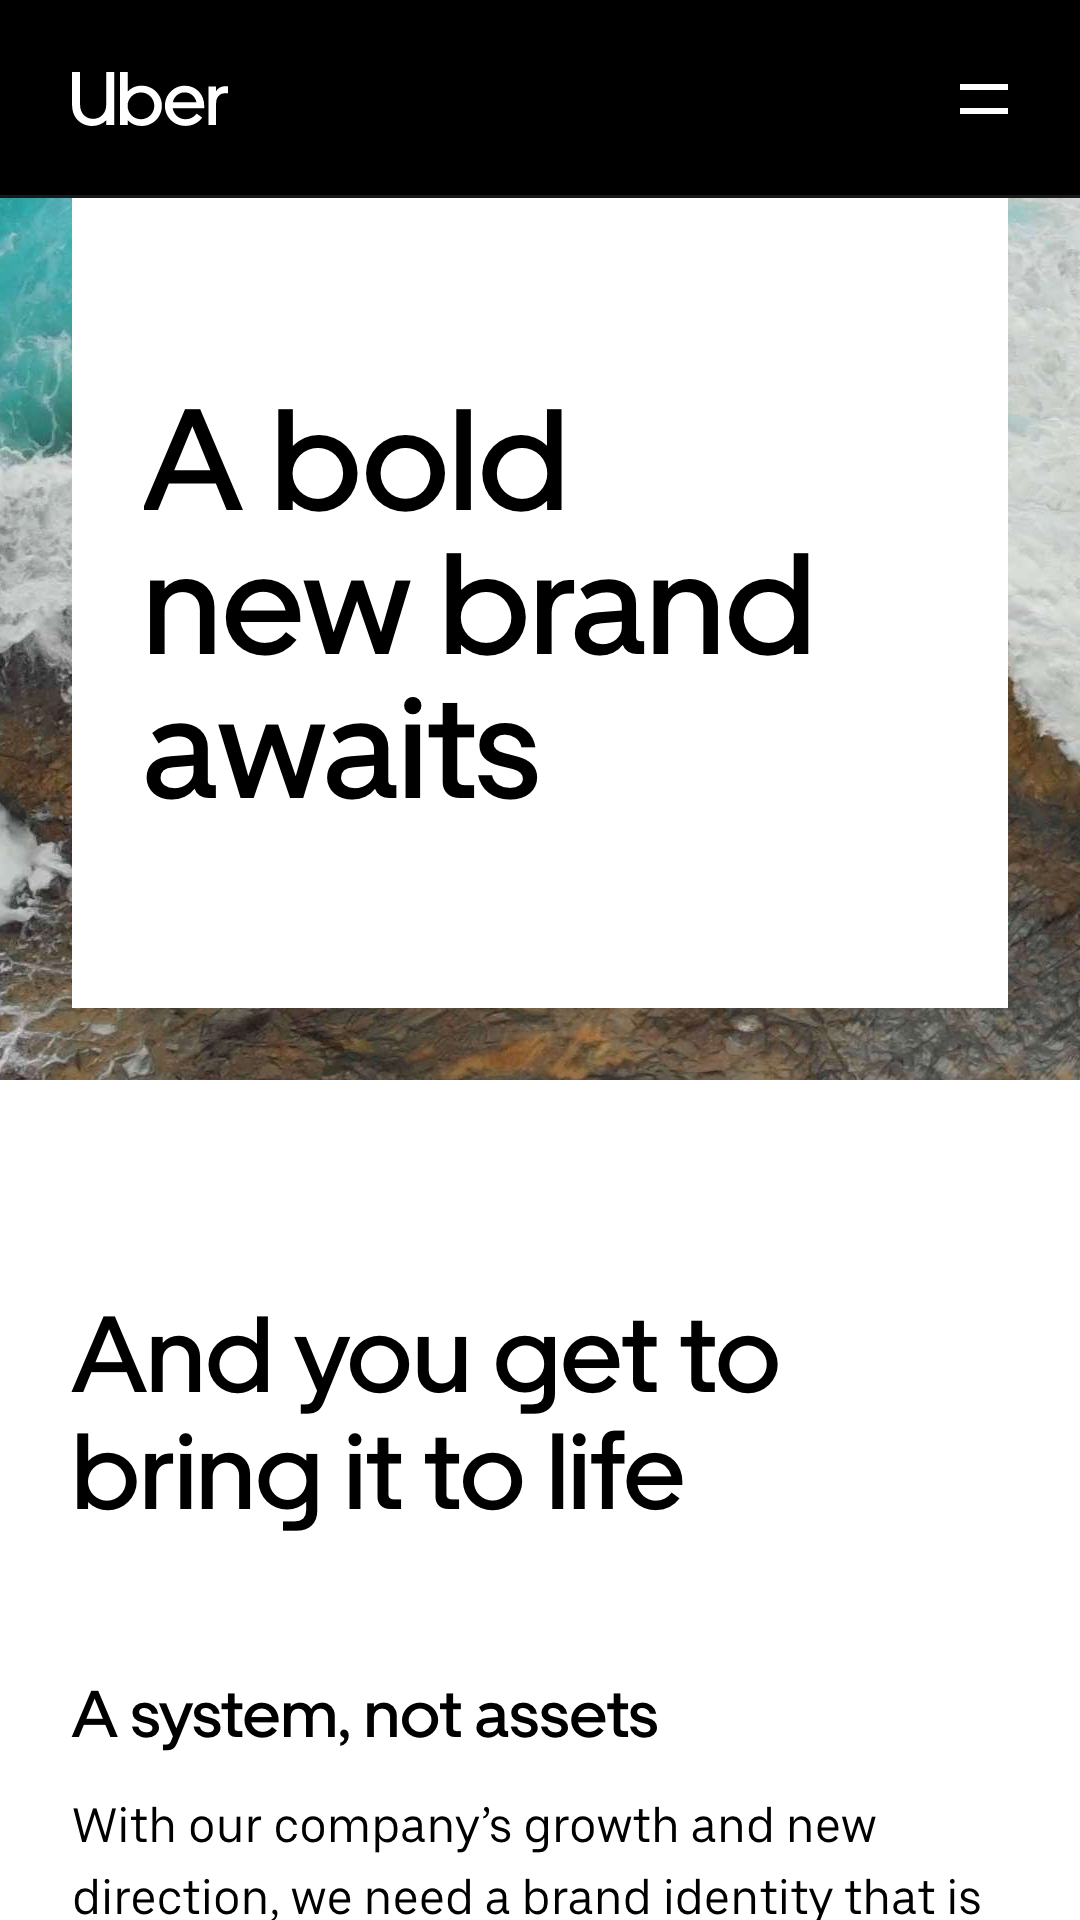 Uber
A bold
new brand
awaits
And you get to
bring it to life
A system, not assets
With our company’s growth and new
direction, we need a brand identity that is